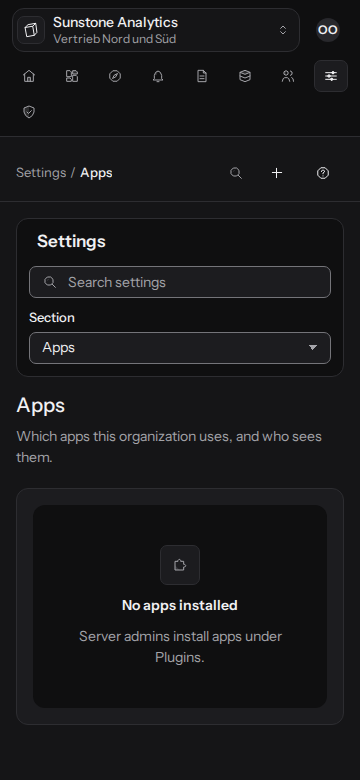 Sunstone Analytics
Vertrieb Nord und Süd
OO
Settings / Apps
Settings
Search settings
Section
Apps
Apps
Which apps this organization uses, and who sees
them.
No apps installed
Server admins install apps under
Plugins.